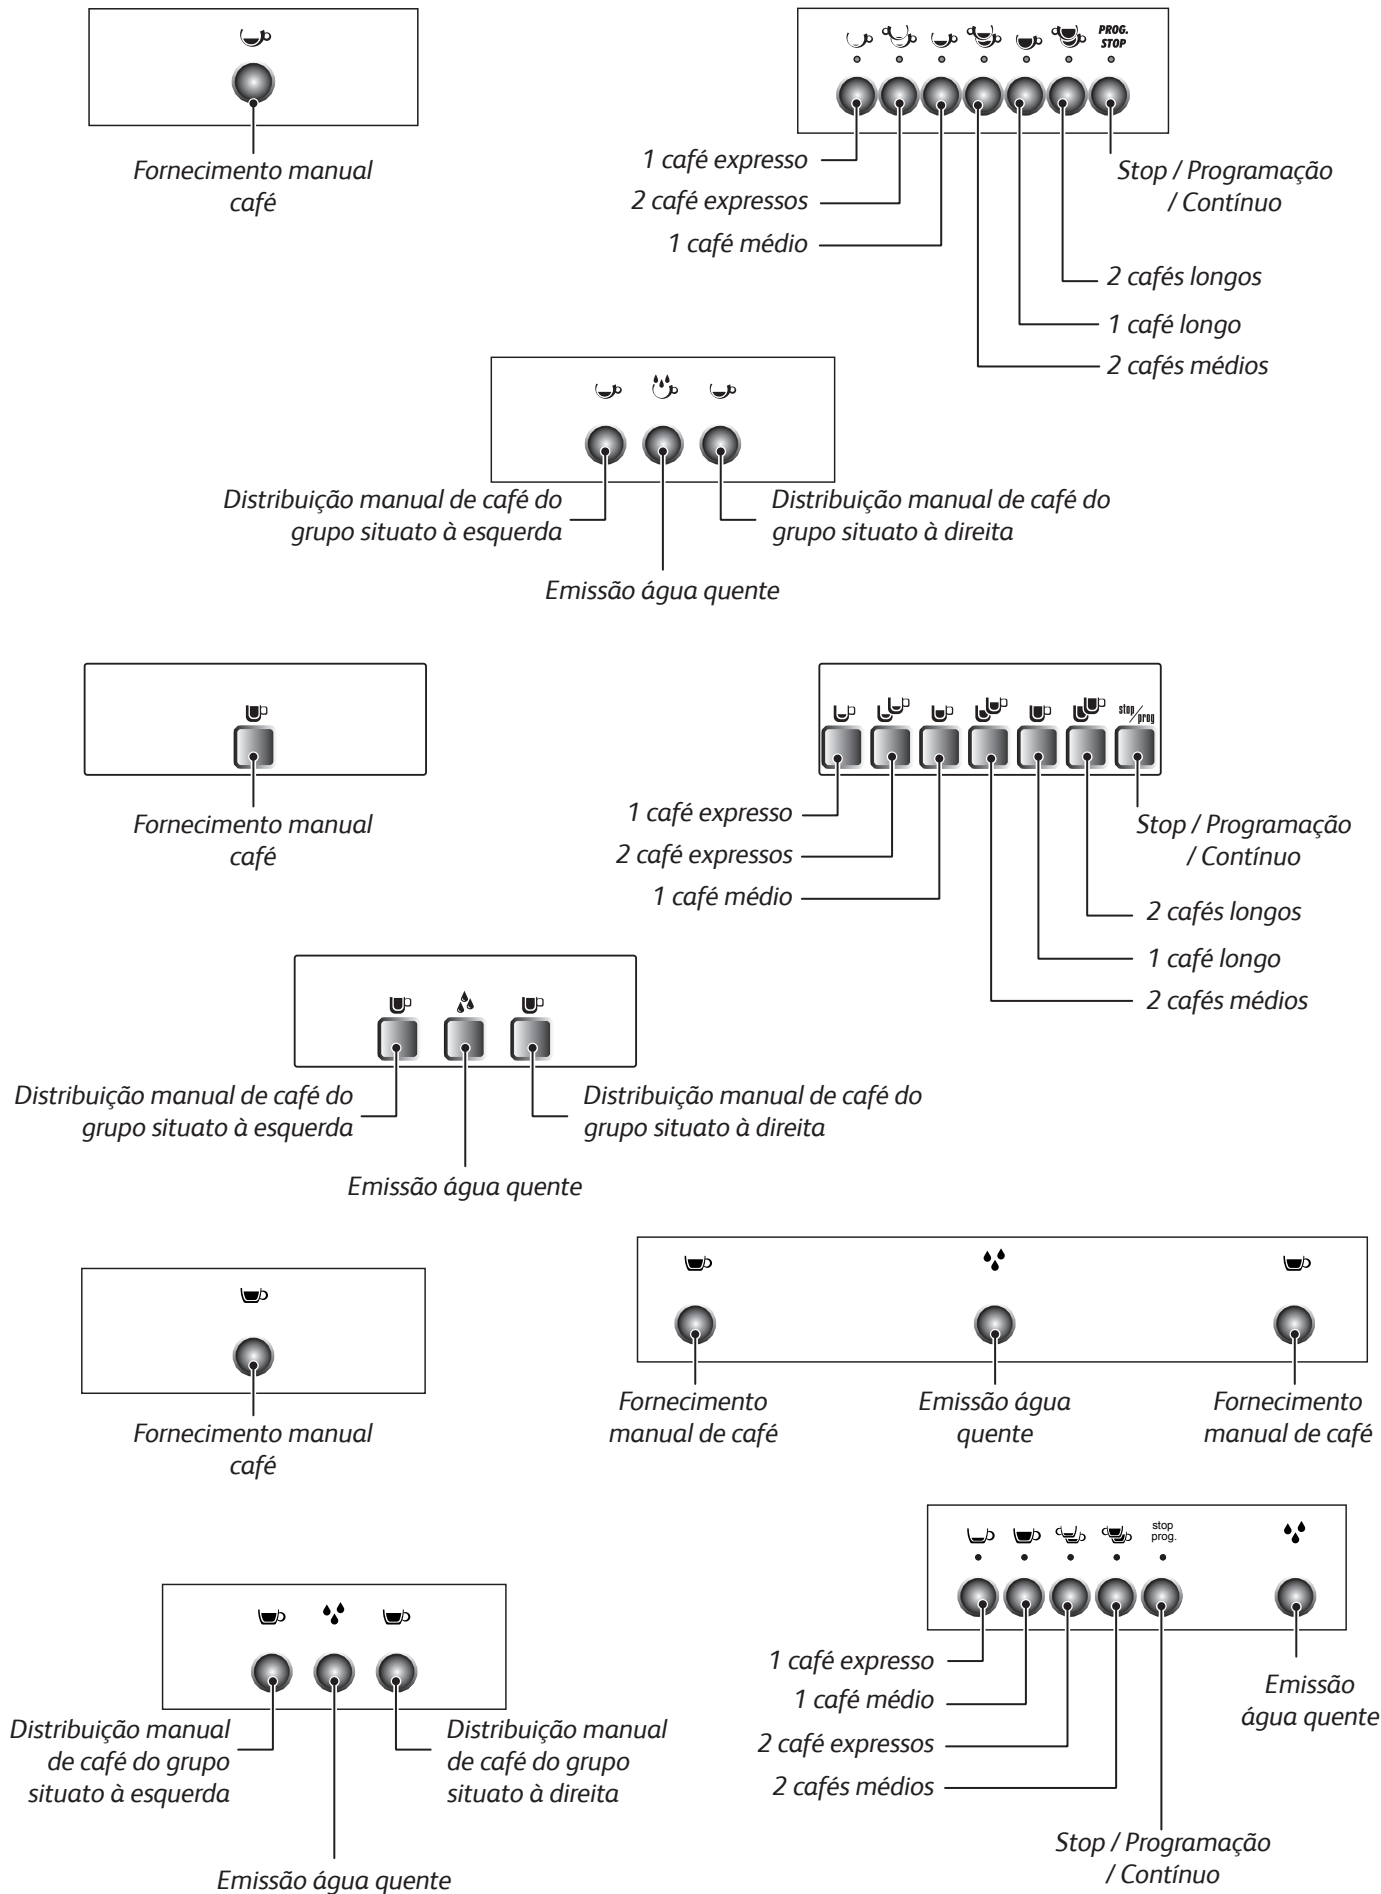 Fornecimento manual
café
PROG.
STOP
1 café expresso
2 café expressos
1 café médio
Stop / Programação
/ Contínuo
2 cafés longos
1 café longo
2 cafés médios
Distribuição manual de café do
grupo situato à esquerda
Distribuição manual de café do
grupo situato à direita
Emissão água quente
Fornecimento manual
café
stop/prog
1 café expresso
2 café expressos
1 café médio
Stop / Programação
/ Contínuo
2 cafés longos
1 café longo
2 cafés médios
Distribuição manual de café do
grupo situato à esquerda
Distribuição manual de café do
grupo situato à direita
Emissão água quente
Fornecimento manual
café
Fornecimento
manual de café
Emissão água
quente
Fornecimento
manual de café
Distribuição manual
de café do grupo
situato à esquerda
Distribuição manual
de café do grupo
situato à direita
Emissão água quente
stop
prog.
1 café expresso
1 café médio
2 café expressos
2 cafés médios
Stop / Programação
/ Contínuo
Emissão
água quente